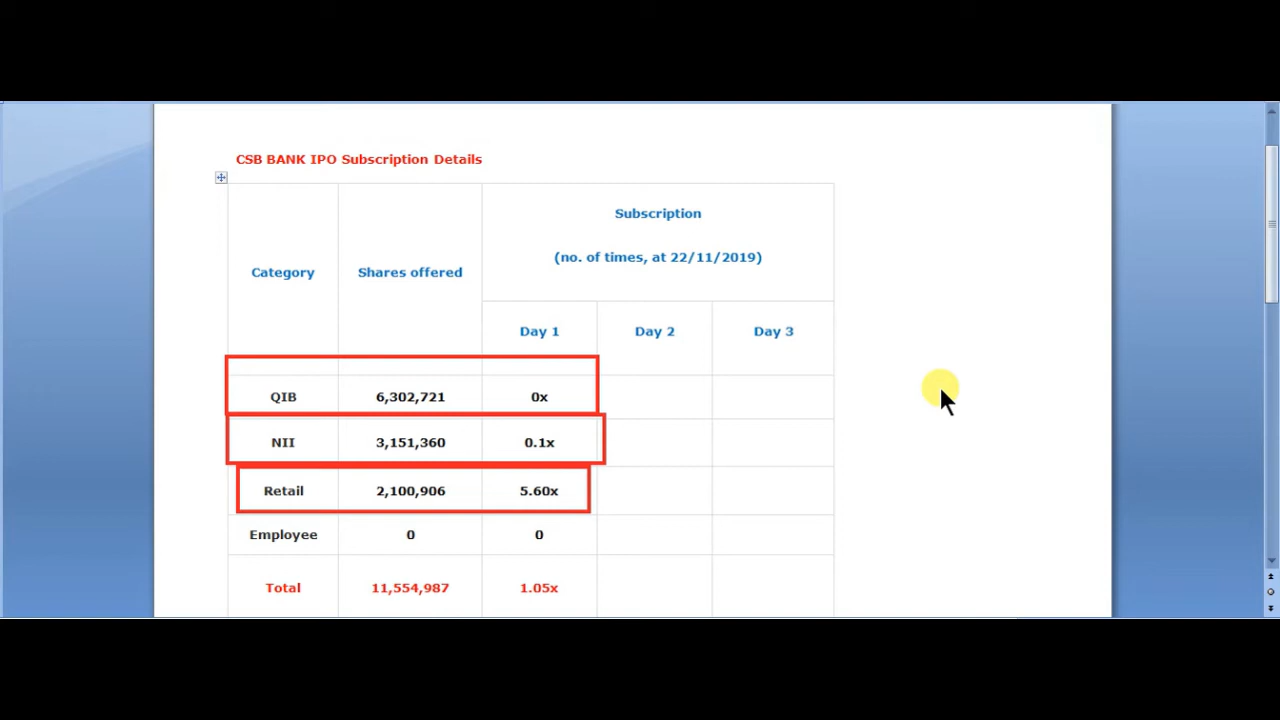 CSB BANK IPO Subscription Details
Subscription
(no. of times, at 22/11/2019)
Category Shares offered
Day 1 Day 2 Day 3
QIB 6,302,721 0x
NII 3,151,360 0.1x
Retail 2,100,906 5.60x
Employee 0 0
Total 11,554,987 1.05x